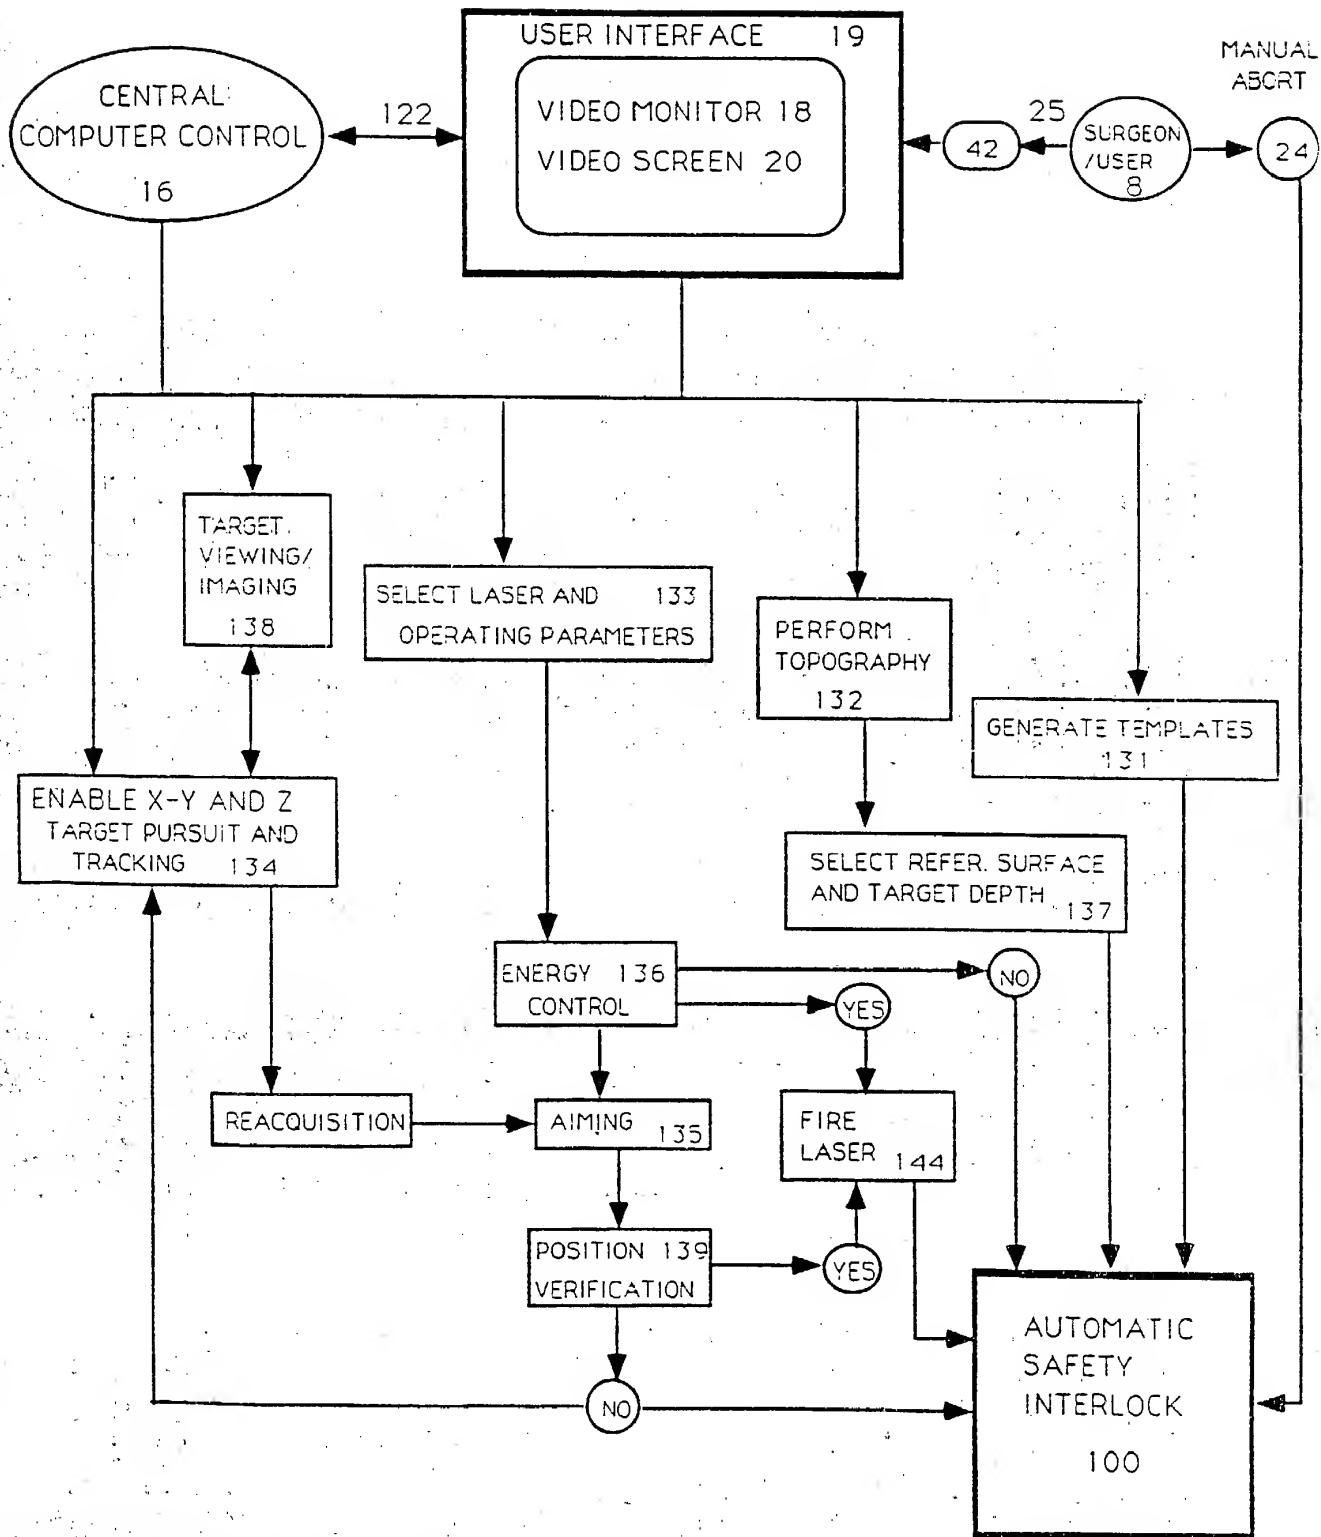 USER INTERFACE 19
MANUAL
ABORT
CENTRAL
COMPUTER CONTROL
16
122
VIDEO MONITOR 18
VIDEO SCREEN 20
42
25
SURGEON
/USER
8
24
TARGET
VIEWING/
IMAGING
138
SELECT LASER AND 133
OPERATING PARAMETERS
PERFORM
TOPOGRAPHY
132
GENERATE TEMPLATES
131
ENABLE X-Y AND Z
TARGET PURSUIT AND
TRACKING 134
SELECT REFER. SURFACE
AND TARGET DEPTH
137
ENERGY 136
CONTROL
NO
YES
REACQUISITION
AIMING
135
FIRE
LASER 144
POSITION 139
VERIFICATION
YES
NO
AUTOMATIC
SAFETY
INTERLOCK
100